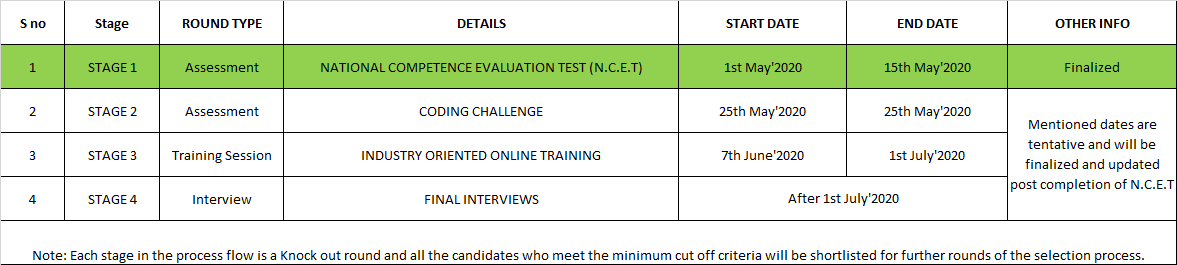 S no Stage ROUND TYPE DETAILS START DATE END DATE OTHER INFO
1 STAGE 1 Assessment NATIONAL COMPETENCE EVALUATION TEST (N.C.E.T) 1st May'2020 15th May'2020 Finalized
2 STAGE 2 Assessment CODING CHALLENGE 25th May'2020 25th May'2020
3 STAGE 3 Training Session INDUSTRY ORIENTED ONLINE TRAINING 7th June'2020 1st July'2020
4 STAGE 4 Interview FINAL INTERVIEWS After 1st July'2020
Mentioned dates are
tentative and will be
finalized and updated
post completion of N.C.E.T
Note: Each stage in the process flow is a Knock out round and all the candidates who meet the minimum cut off criteria will be shortlisted for further rounds of the selection process.